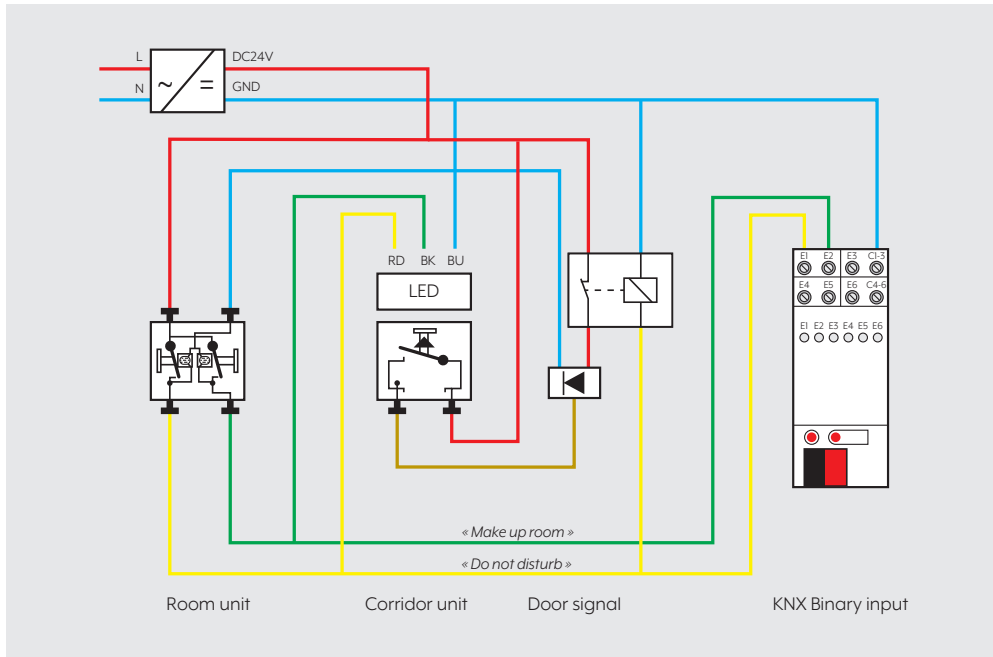 L
DC24V
~
=
N
GND
RD BK BU
LED
E1 E2 E3 C1-3
E4 E5 E6 C4-6
E1 E2 E3 E4 E5 E6
« Make up room »
« Do not disturb »
Room unit
Corridor unit
Door signal
KNX Binary input